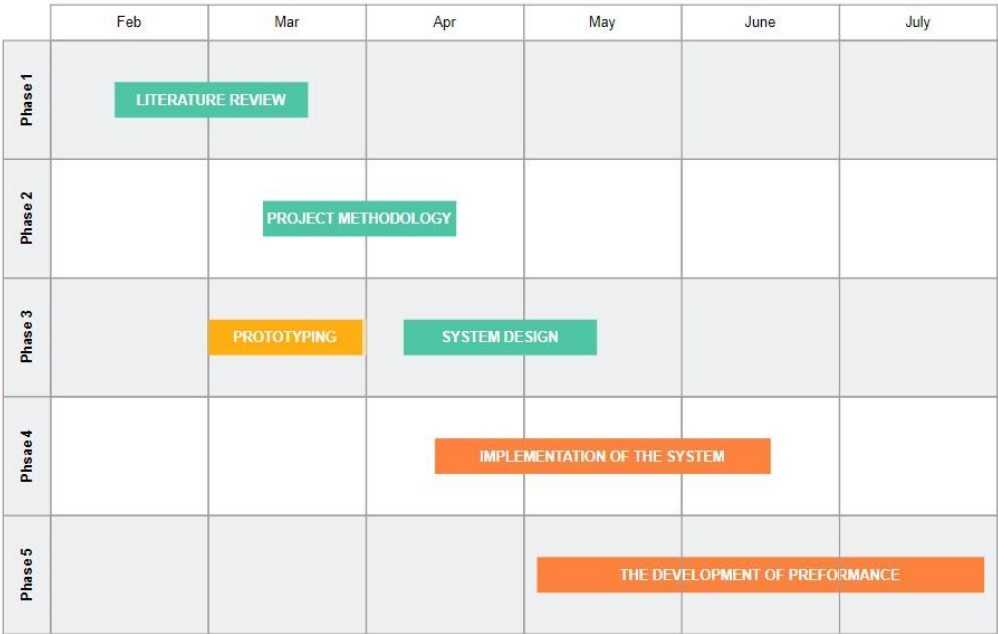 Feb Mar Apr May June July
Phase 1
LITERATURE REVIEW
Phase 2
PROJECT METHODOLOGY
Phase 3
PROTOTYPING SYSTEM DESIGN
Phsae 4
IMPLEMENTATION OF THE SYSTEM
Phase 5
THE DEVELOPMENT OF PREFORMANCE